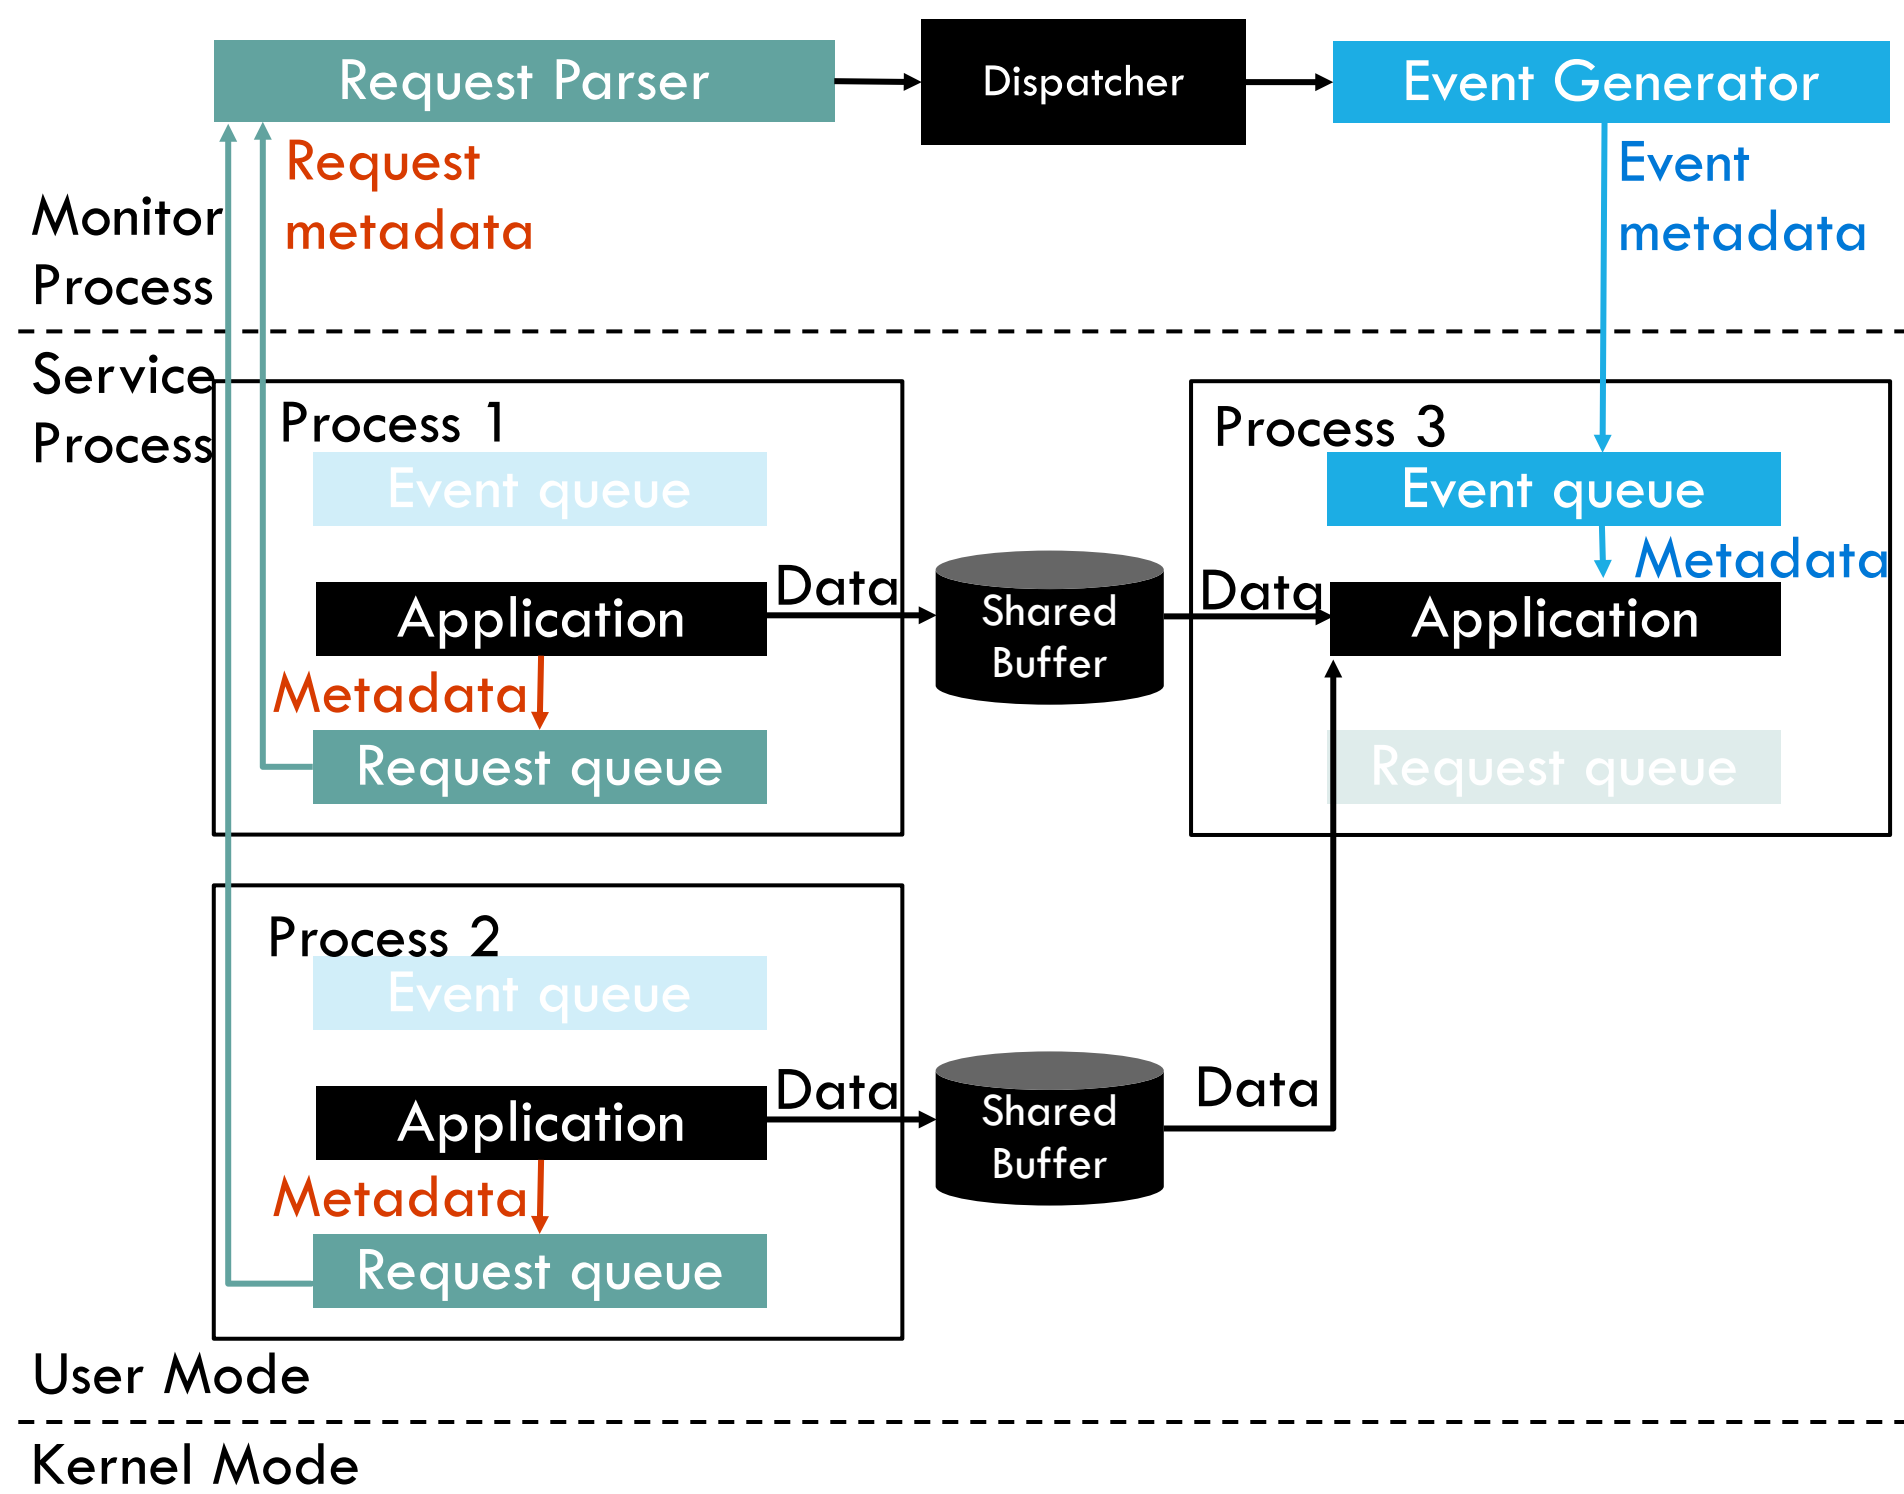 Request Parser
Dispatcher
Event Generator
Request
metadata
Event
metadata
Monitor
Process
Service
Process
Process 1
Event queue
Application
Data
Metadata
Request queue
Shared
Buffer
Process 3
Event queue
Metadata
Data
Application
Request queue
Process 2
Event queue
Application
Data
Metadata
Request queue
Shared
Buffer
Data
User Mode
Kernel Mode